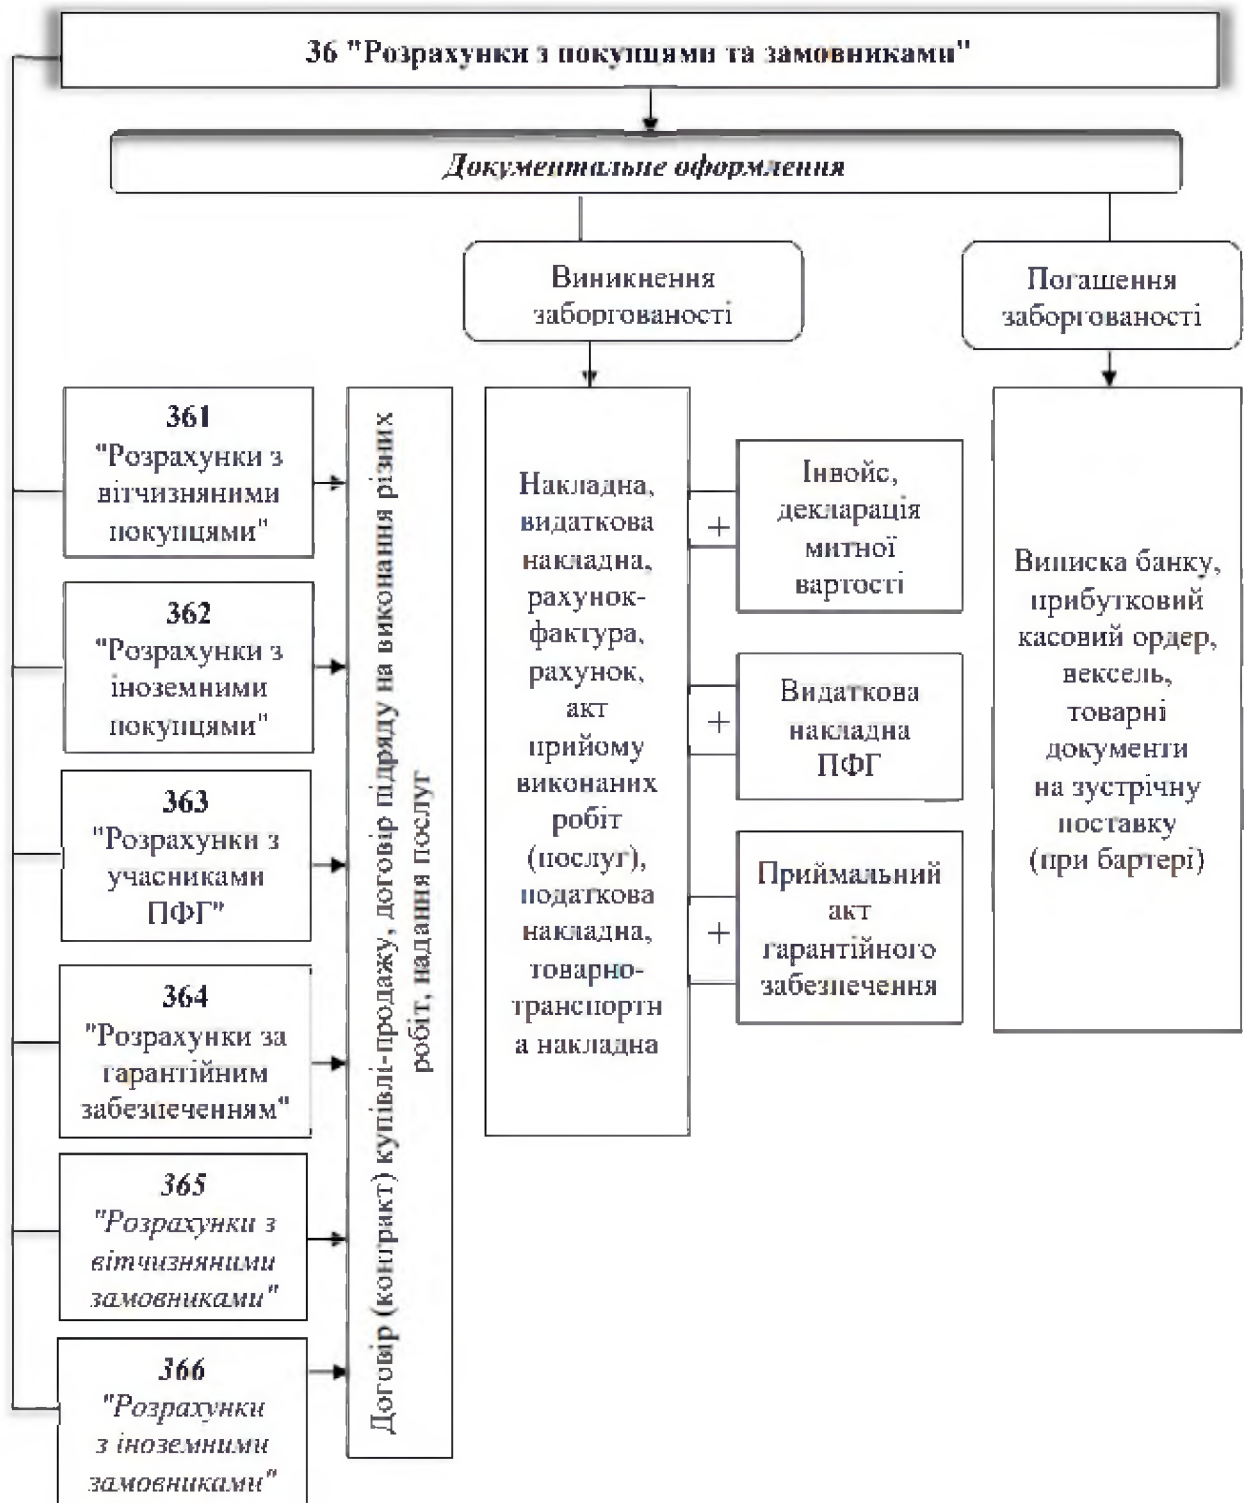 36 "Розрахунки з покупцями та замовниками"
Документальне оформлення
Виникнення
заборгованості
Погашення
заборгованості
361
"Розрахунки з
вітчизняними
покупцями"
362
"Розрахунки з
іноземними
покупцями"
363
"Розрахунки з
учасниками
ПФГ"
364
"Розрахунки за
гарантійним
забезпеченням"
365
"Розрахунки з
вітчизняними
замовниками"
366
"Розрахунки
з іноземними
замовниками"
Договір (контракт) купівлі-продажу, договір підряду на виконання різних
робіт, надання послуг
Накладна,
видаткова
накладна,
рахунок-
фактура,
рахунок,
акт
прийому
виконаних
робіт
(послуг),
податкова
накладна,
товарно-
транспортн
а накладна
+
Інвойс,
декларація
митної
вартості
+
Видаткова
накладна
ПФГ
+
Приймальний
акт
гарантійного
забезпечення
Виписка банку,
прибутковий
касовий ордер,
вексель,
товарні
документи
на зустрічну
поставку
(при бартері)